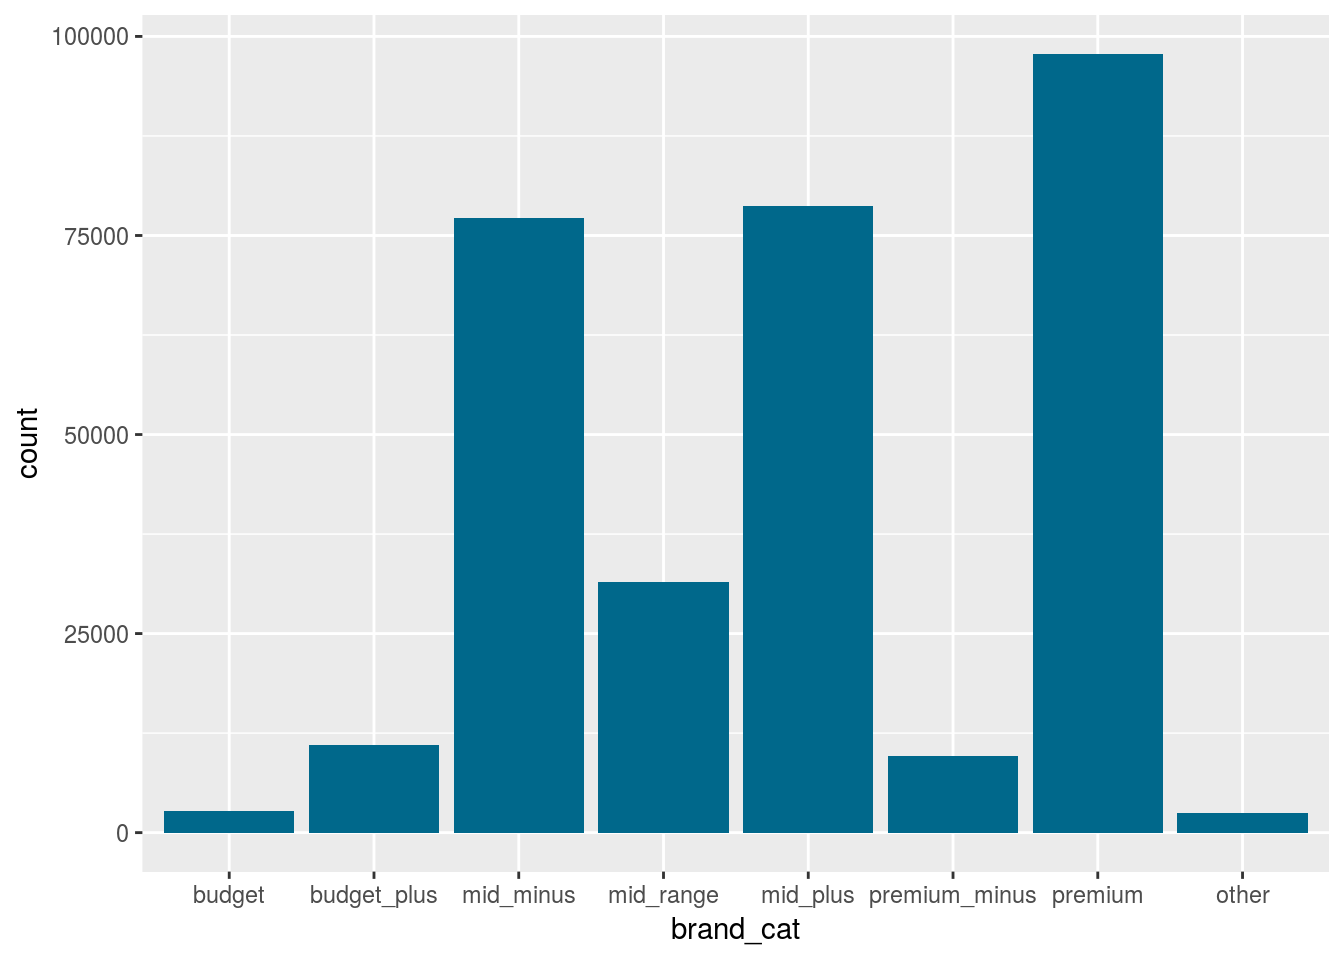 100000
75000
50000
25000
0
count
budget budget_plus mid_minus mid_range mid_plus premium_minus premium other
brand_cat